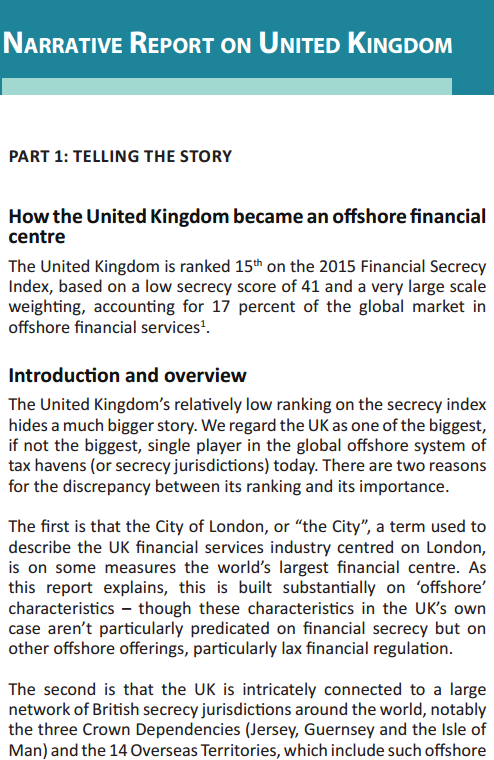 NARRATIVE REPORT ON UNITED KINGDOM
PART 1: TELLING THE STORY
How the United Kingdom became an offshore financial
centre
The United Kingdom is ranked 15th on the 2015 Financial Secrecy
Index, based on a low secrecy score of 41 and a very large scale
weighting, accounting for 17 percent of the global market in
offshore financial services1.
Introduction and overview
The United Kingdom's relatively low ranking on the secrecy index
hides a much bigger story. We regard the UK as one of the biggest,
if not the biggest, single player in the global offshore system of
tax havens (or secrecy jurisdictions) today. There are two reasons
for the discrepancy between its ranking and its importance.
The first is that the City of London, or “the City”, a term used to
describe the UK financial services industry centred on London,
is on some measures the world's largest financial centre. As
this report explains, this is built substantially on ‘offshore’
characteristics – though these characteristics in the UK's own
case aren't particularly predicated on financial secrecy but on
other offshore offerings, particularly lax financial regulation.
The second is that the UK is intricately connected to a large
network of British secrecy jurisdictions around the world, notably
the three Crown Dependencies (Jersey, Guernsey and the Isle of
Man) and the 14 Overseas Territories, which include such offshore